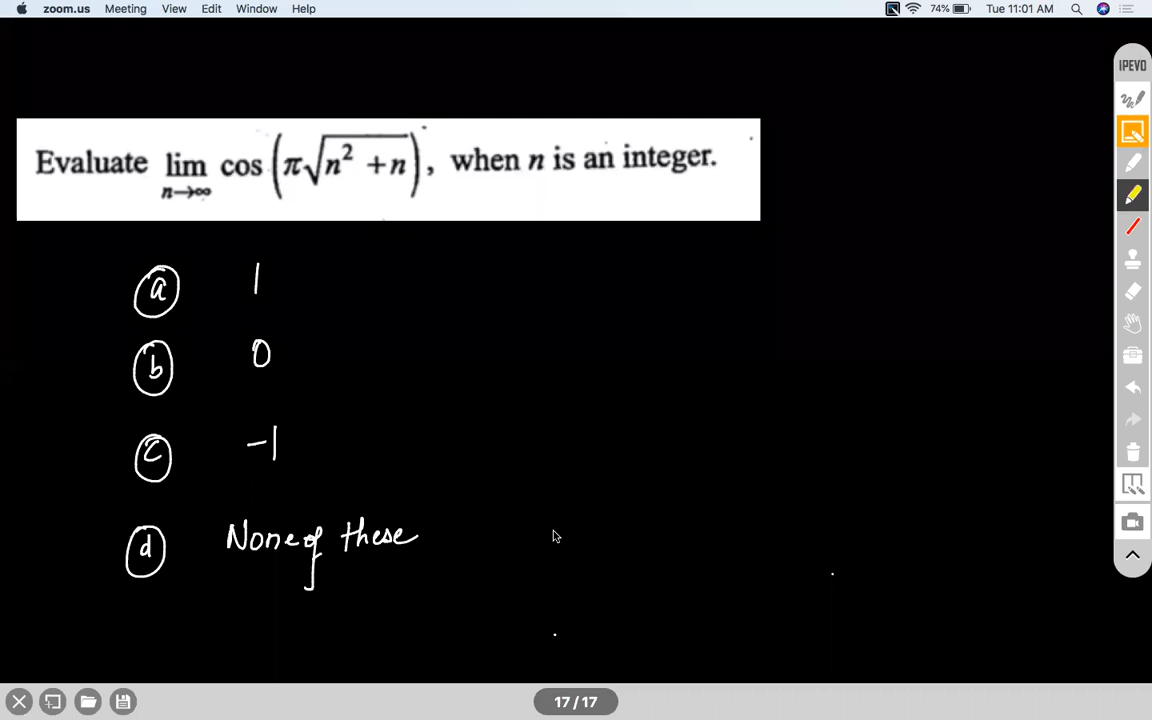 zoom.us Meeting View Edit Window Help 74% Tue 11:01 AM
IPEVO
Evaluate lim n→∞ cos (π√n² + n), when n is an integer.
a 1
b 0
c -1
d None of these
17/17